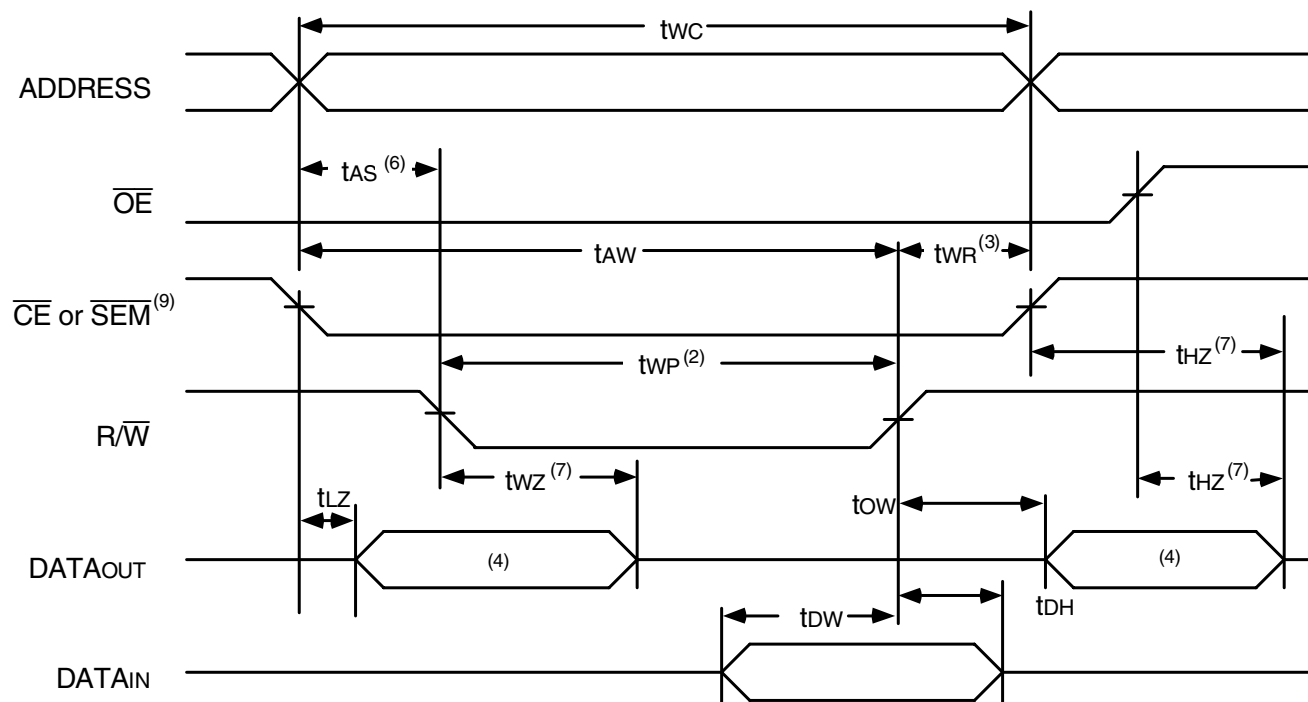 tWC
ADDRESS
tAS (6)
OE
tAW
tWR (3)
CE or SEM (9)
tWP (2)
tHZ (7)
R/W
tWZ (7)
tLZ
tOW
tHZ (7)
DATAOUT
(4)
(4)
tDW
tDH
DATAIN